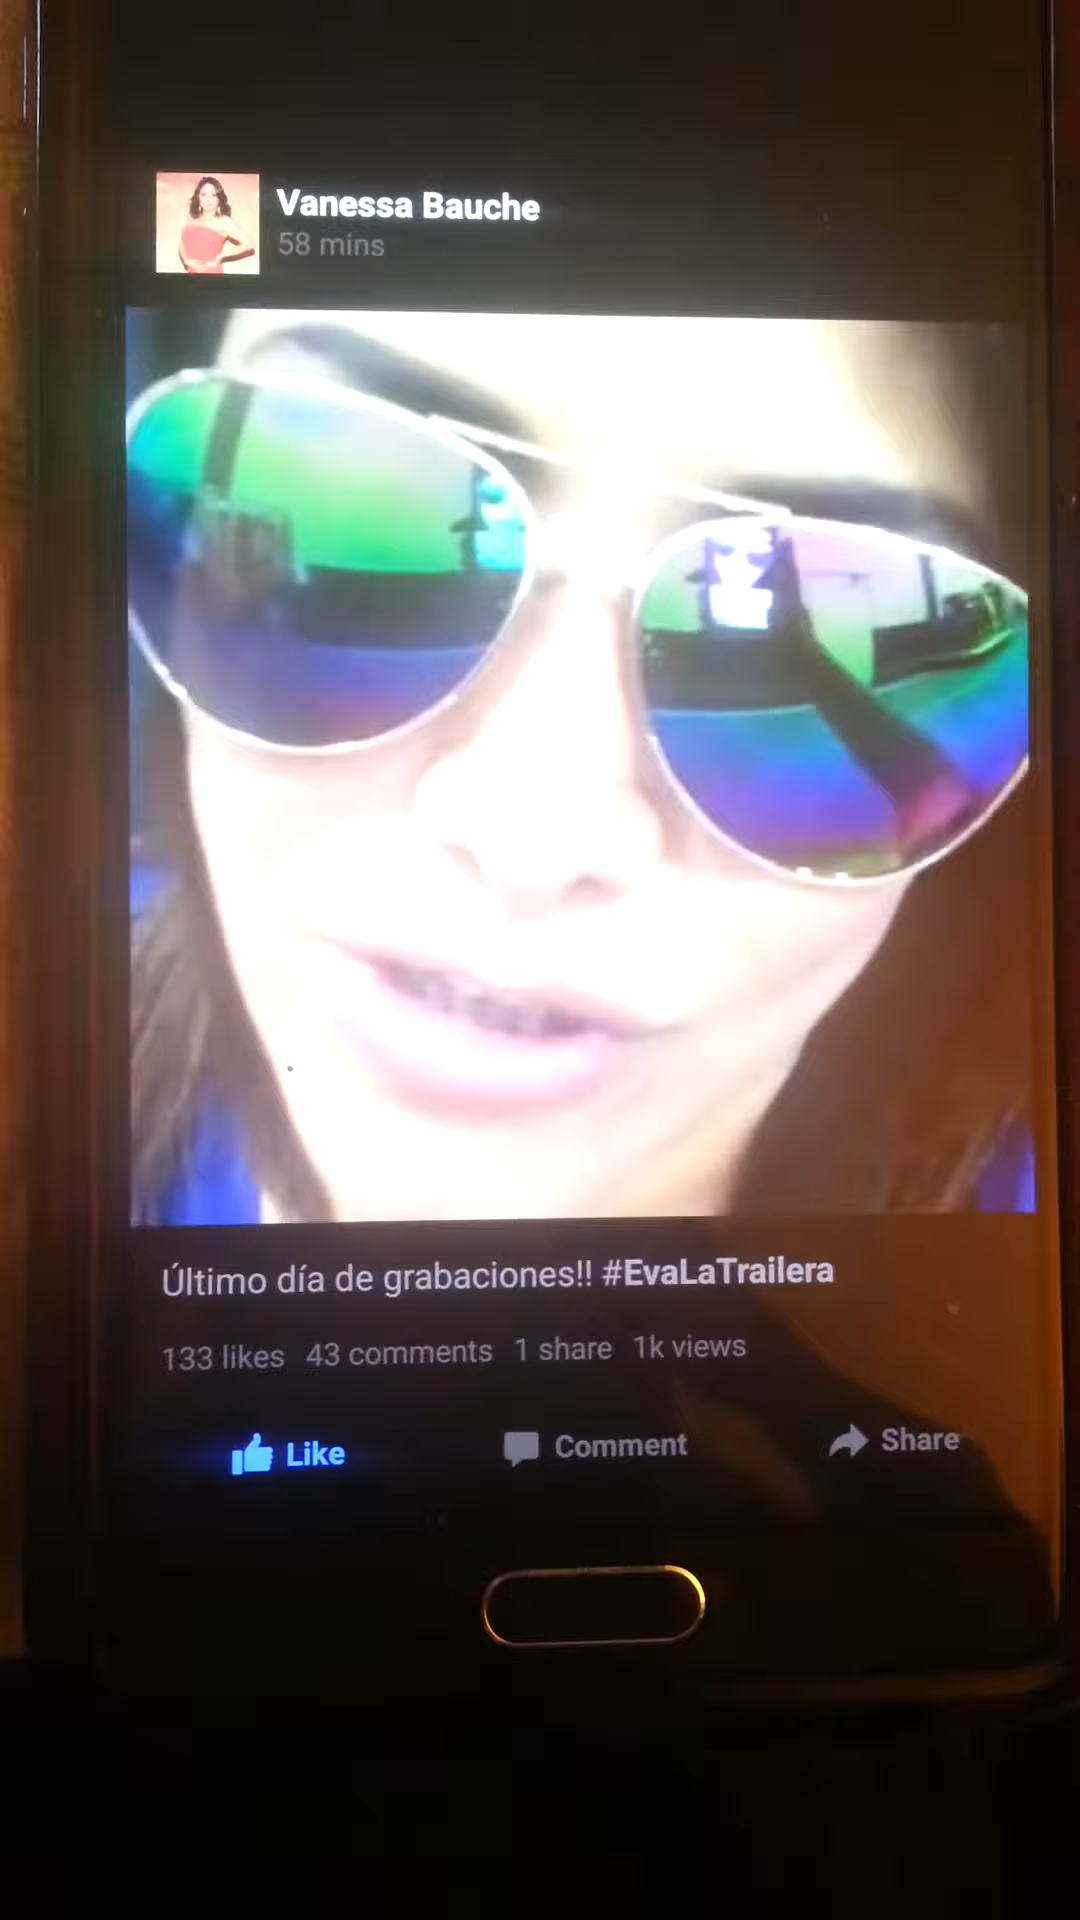 Vanessa Bauche
58 mins
Último día de grabaciones!! #EvaLaTrailera
133 likes 43 comments 1 share 1k views
Like Comment Share